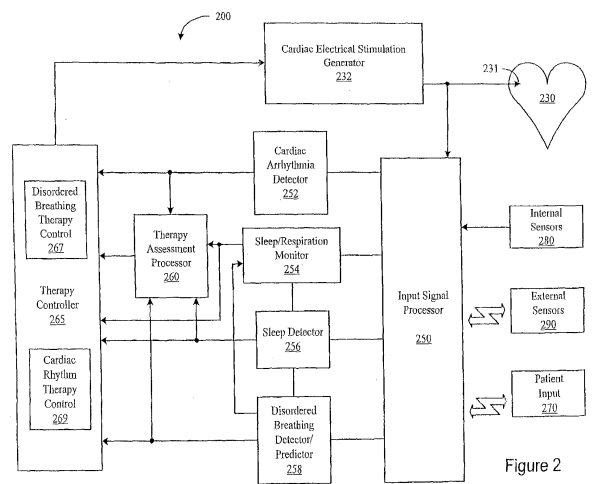 200
Cardiac Electrical Stimulation
Generator
232
231
230
Cardiac
Arrhythmia
Detector
252
Disordered
Breathing
Therapy
Control
267
Therapy
Assessment
Processor
260
Sleep/Respiration
Monitor
254
Internal
Sensors
280
Therapy
Controller
265
Sleep Detector
256
Input Signal
Processor
250
External
Sensors
290
Cardiac
Rhythm
Therapy
Control
269
Disordered
Breathing
Detector/
Predictor
258
Patient
Input
270
Figure 2